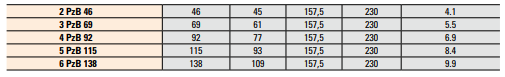 2 PzB 46 46 45 157,5 230 4.1
3 PzB 69 69 61 157,5 230 5.5
4 PzB 92 92 77 157,5 230 6.9
5 PzB 115 115 93 157,5 230 8.4
6 PzB 138 138 109 157,5 230 9.9